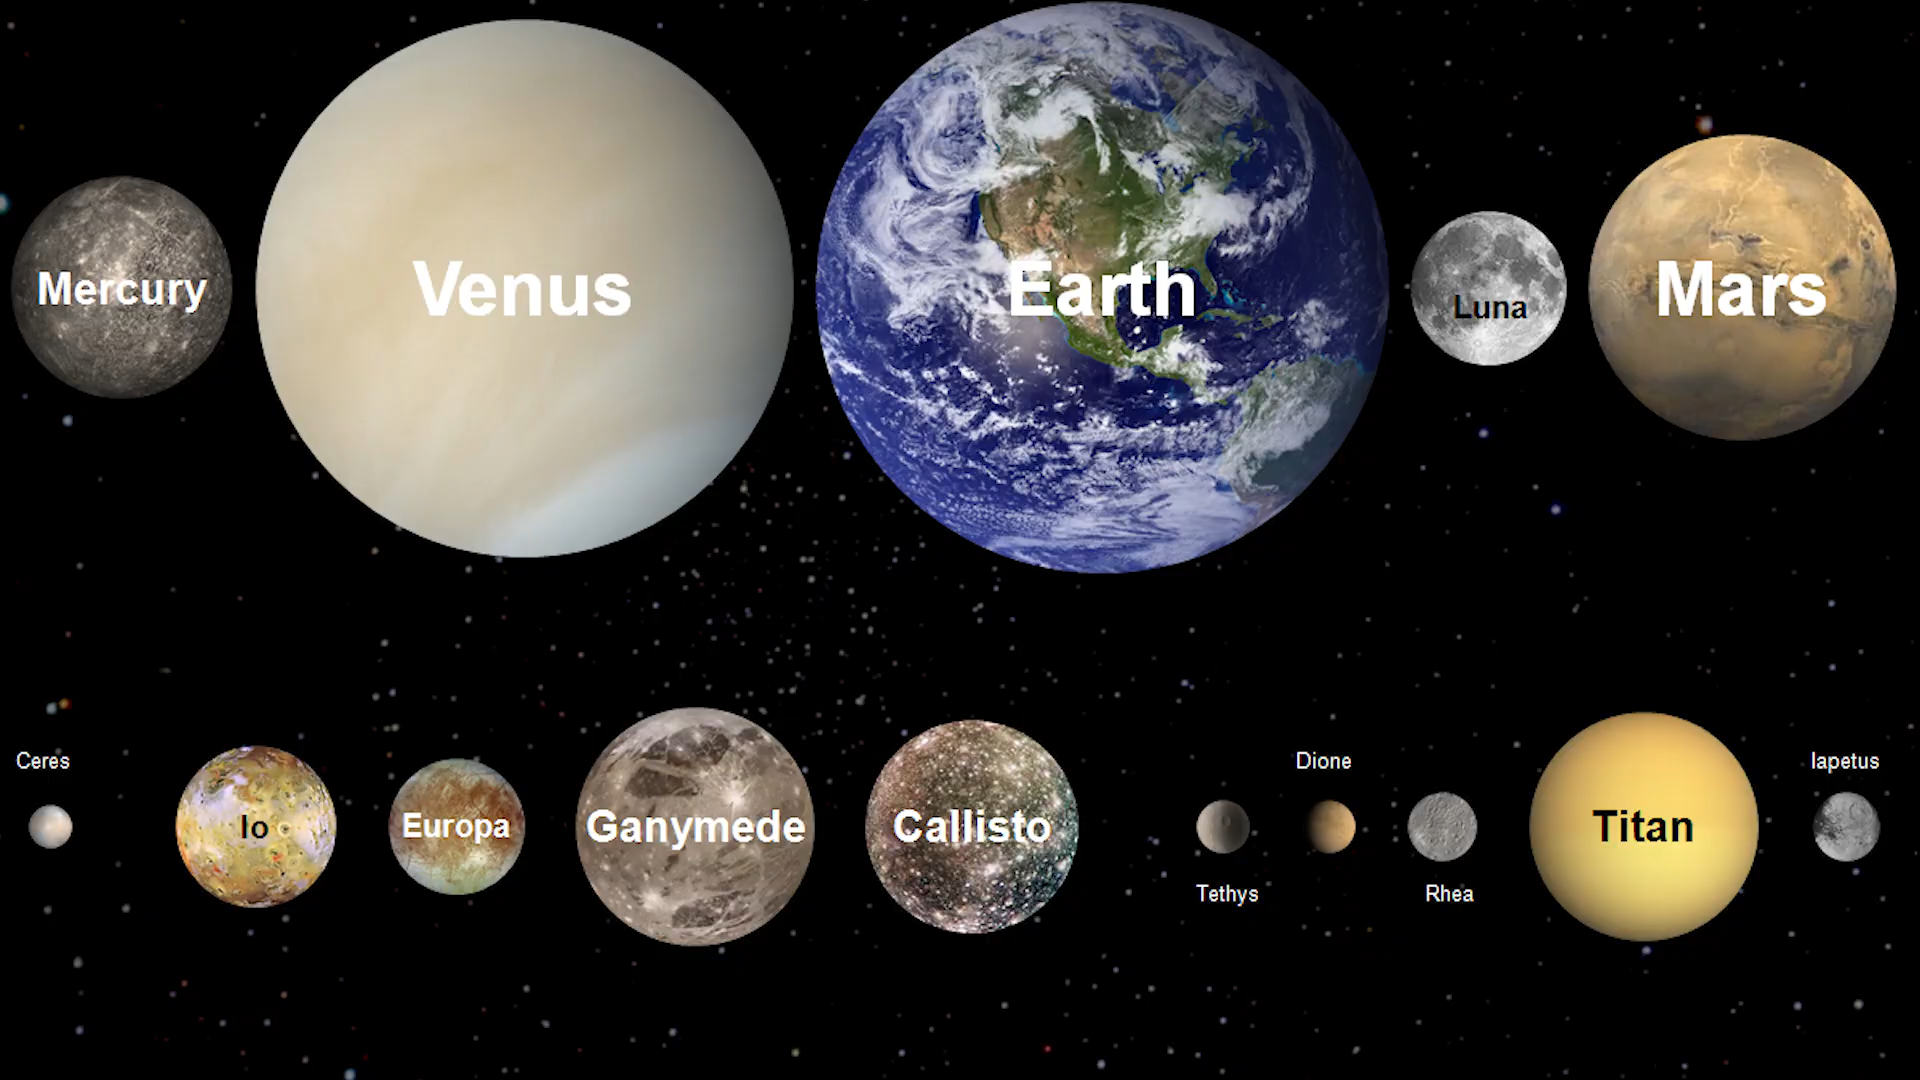 Mercury
Venus
Earth
Luna
Mars
Ceres
Io
Europa
Ganymede
Callisto
Tethys
Dione
Rhea
Titan
Iapetus